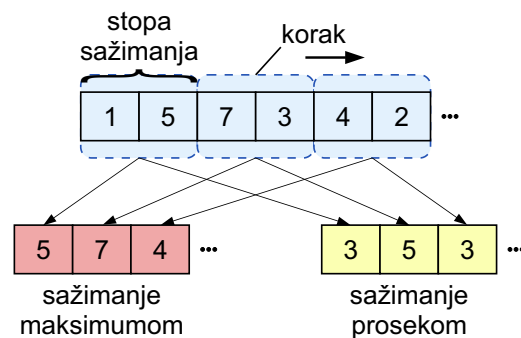 stopa
sažimanja
korak
1 5 7 3 4 2 ...
5 7 4 ...
3 5 3 ...
sažimanje
maksimumom
sažimanje
prosekom